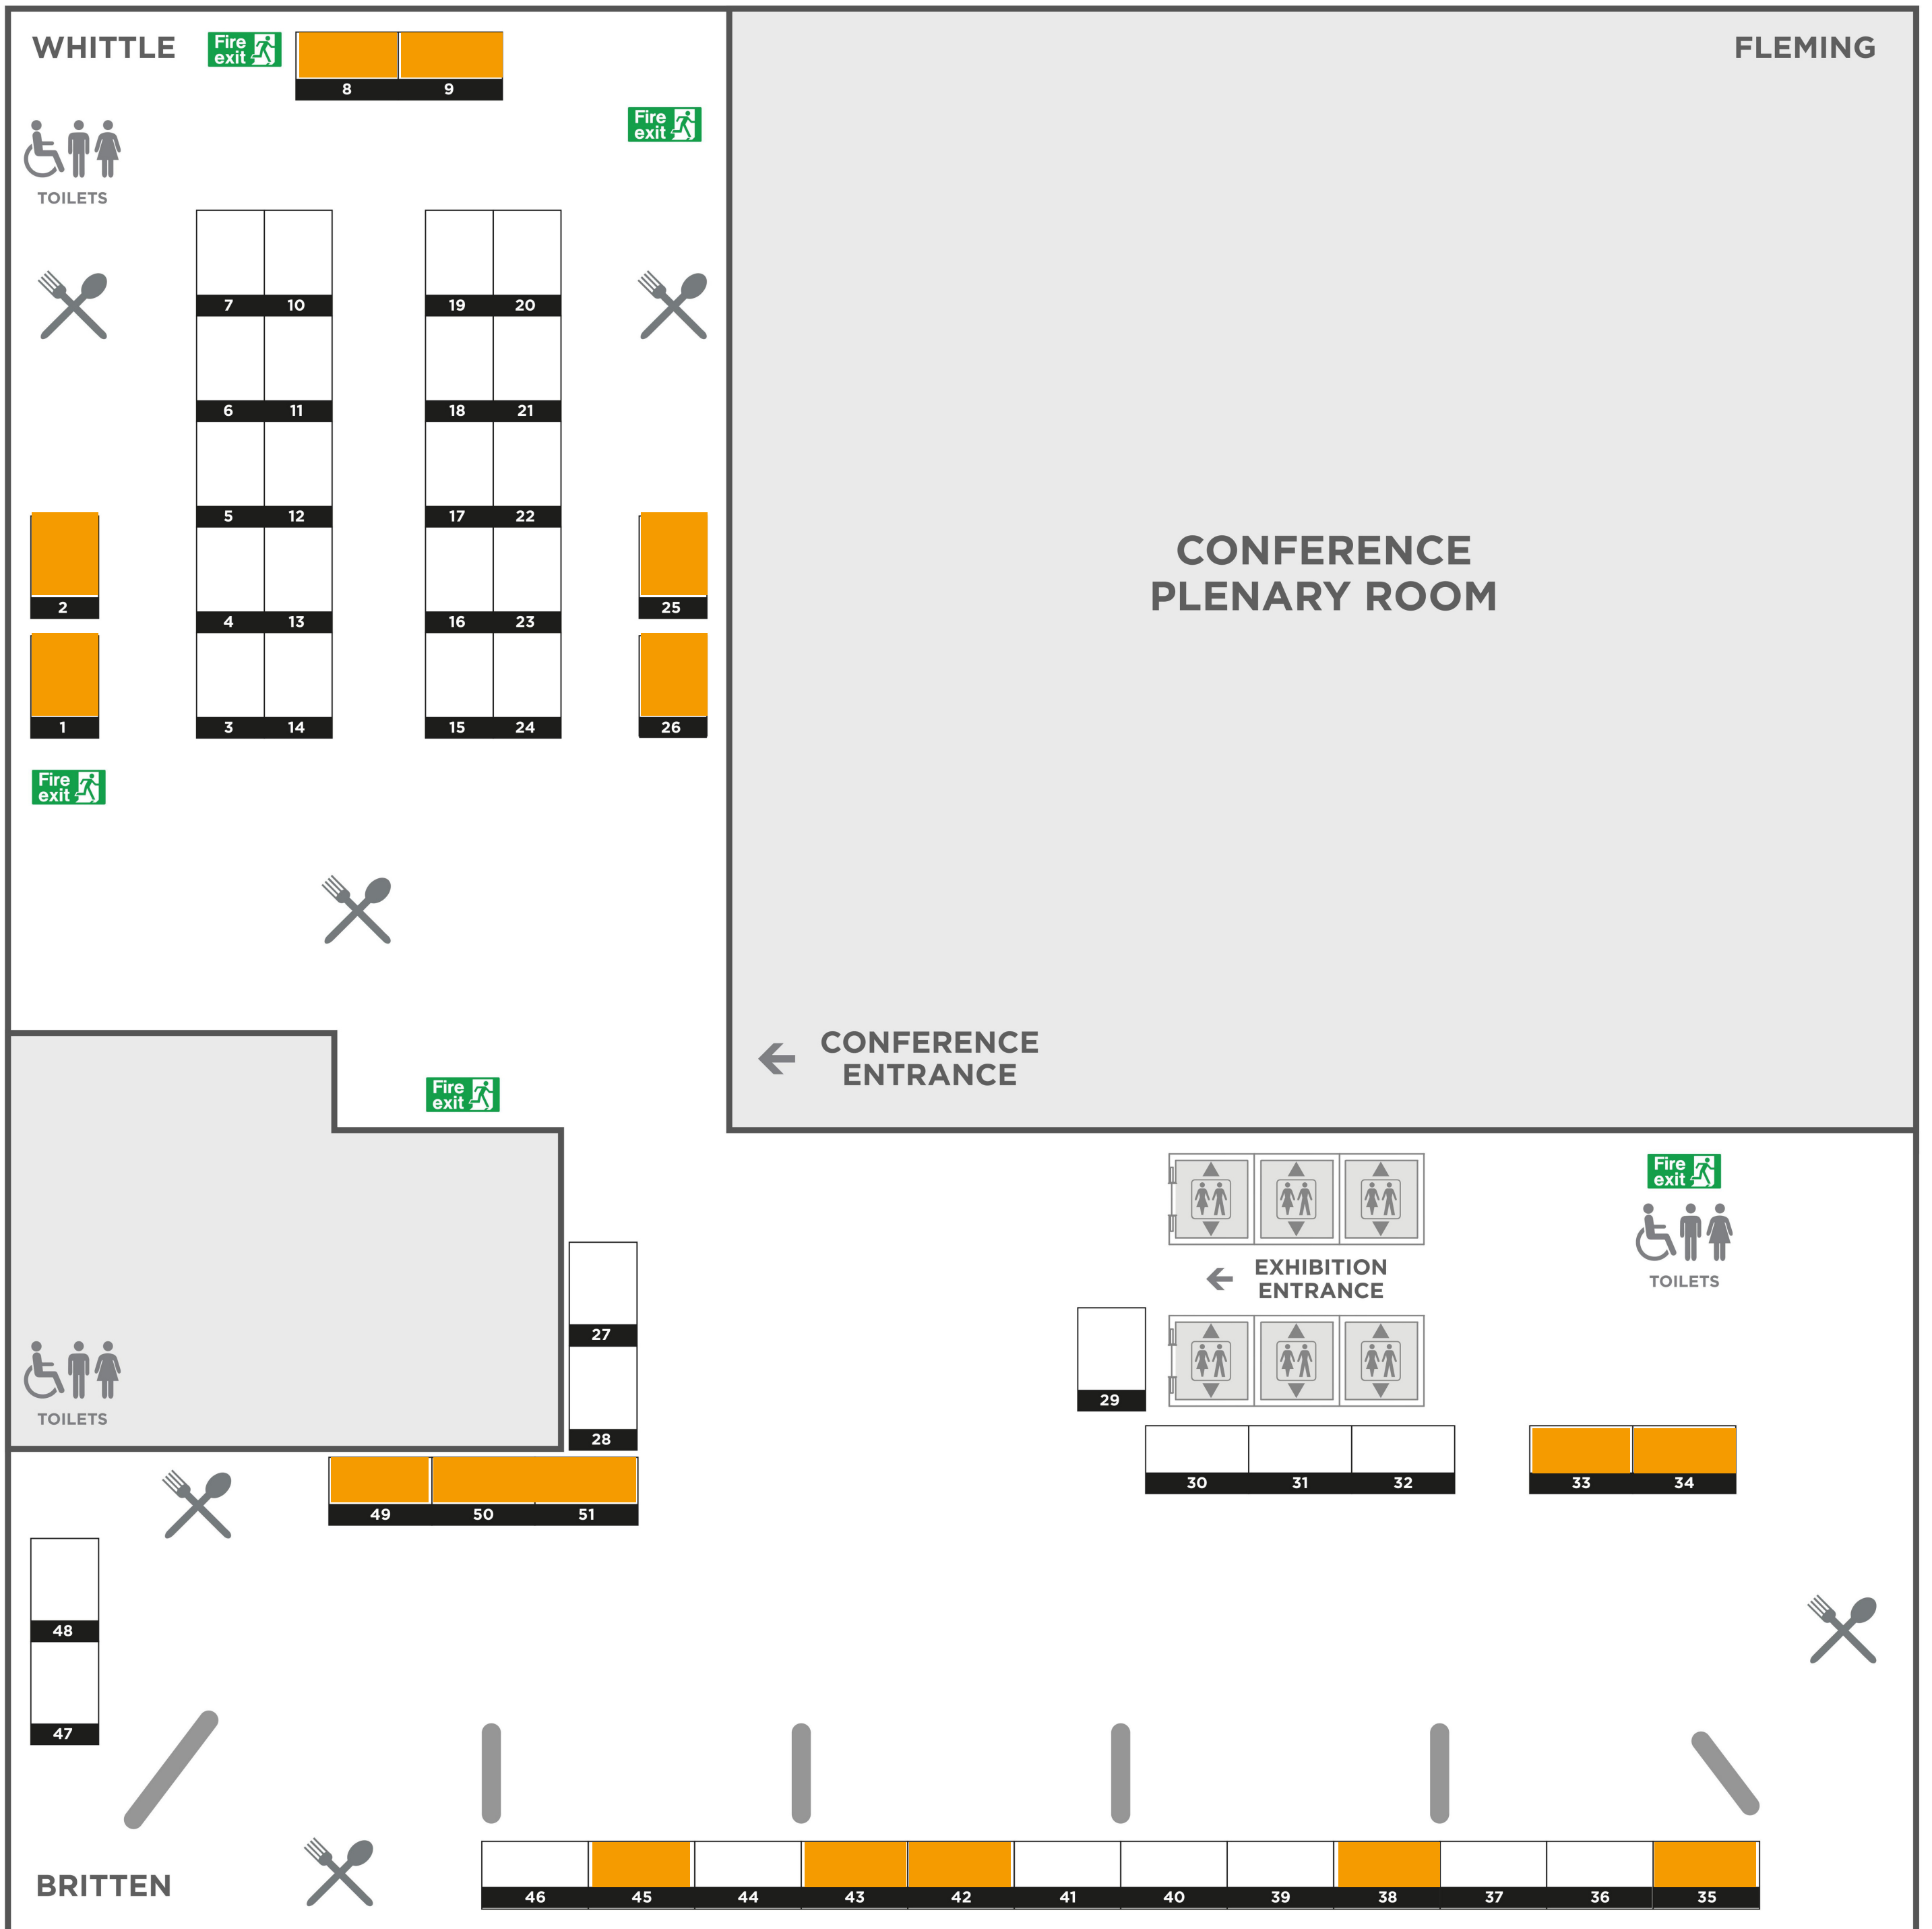 WHITTLE
Fire
exit
8 9
FLEMING
Fire
exit
TOILETS
7 10 19 20
6 11 18 21
5 12 17 22
CONFERENCE
PLENARY ROOM
2 25
4 13 16 23
1 3 14 15 24 26
Fire
exit
CONFERENCE
ENTRANCE
Fire
exit
Fire
exit
EXHIBITION
ENTRANCE
TOILETS
27
29
TOILETS
28
30 31 32 33 34
49 50 51
48
47
BRITTEN
46 45 44 43 42 41 40 39 38 37 36 35